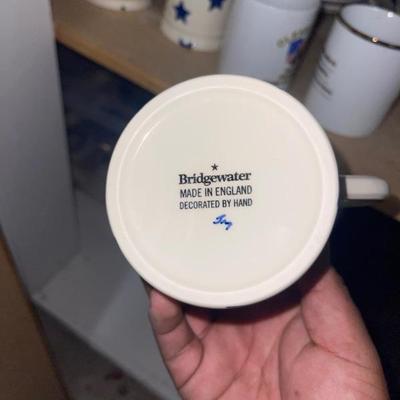 Bridgewater
MADE IN ENGLAND
DECORATED BY HAND